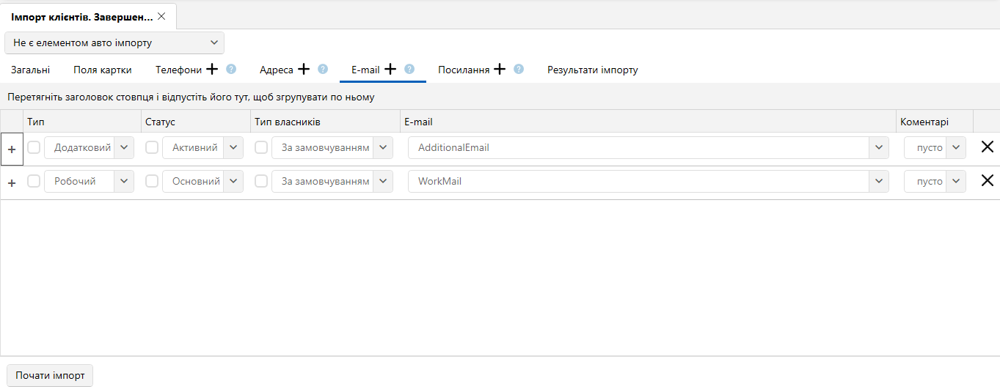 Імпорт клієнтів. Завершен...
Не є елементом авто імпорту
Загальні Поля картки Телефони ? Адреса ? E-mail ? Посилання ? Результати імпорту
Перетягніть заголовок стовпця і відпустіть його тут, щоб згрупувати по ньому
Тип Статус Тип власників E-mail Коментарі
+ Додатковий Активний За замовчуванням AdditionalEmail пусто
+ Робочий Основний За замовчуванням WorkMail пусто
Почати імпорт